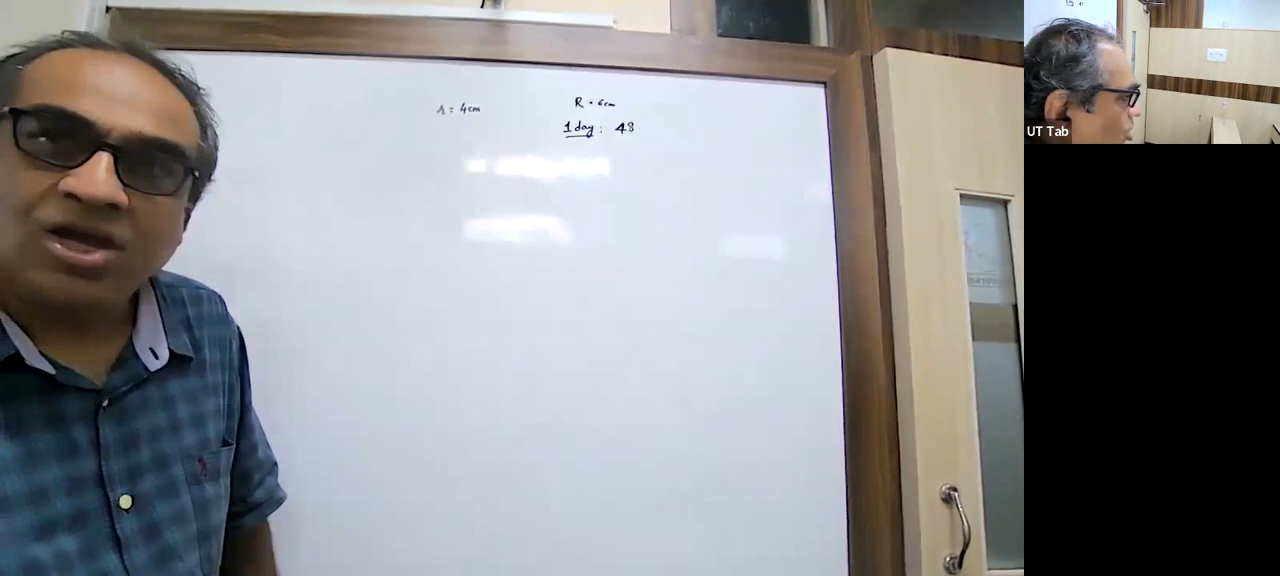 r = 4cm
R = 6cm
1 day : 48
UT Tab